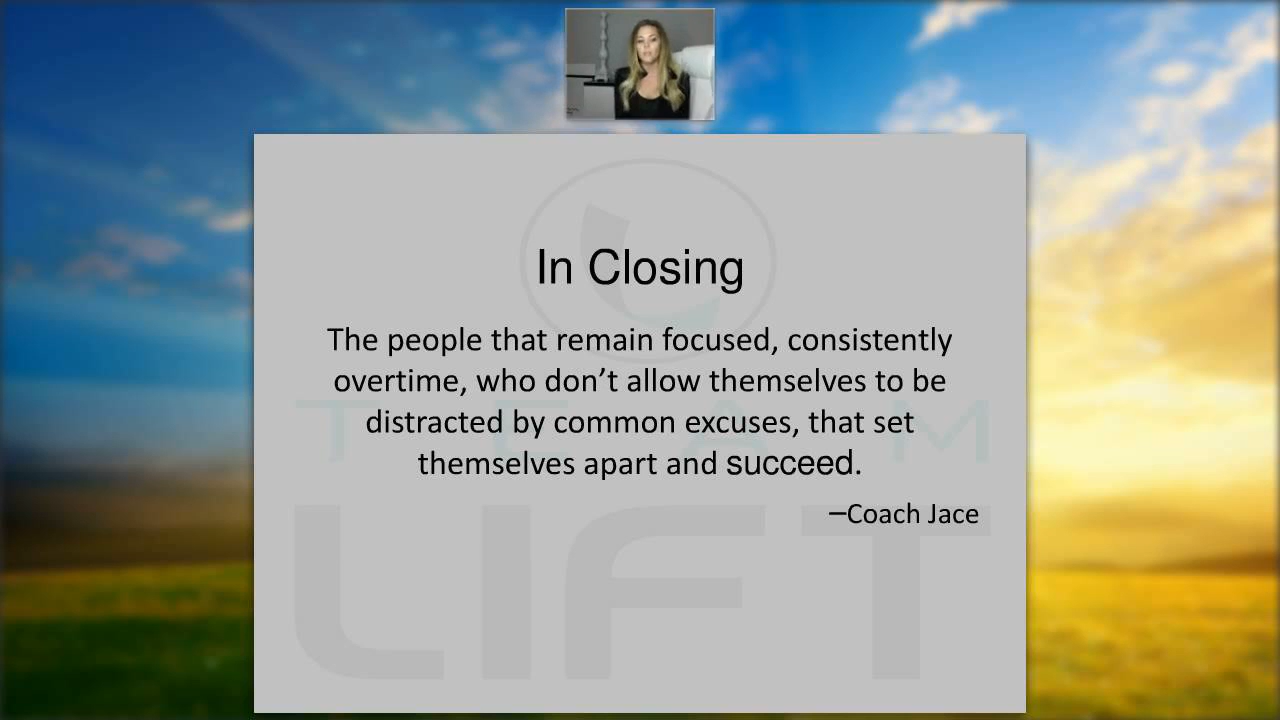 In Closing
The people that remain focused, consistently
overtime, who don’t allow themselves to be
distracted by common excuses, that set
themselves apart and succeed.
–Coach Jace
TEAM
LIFT